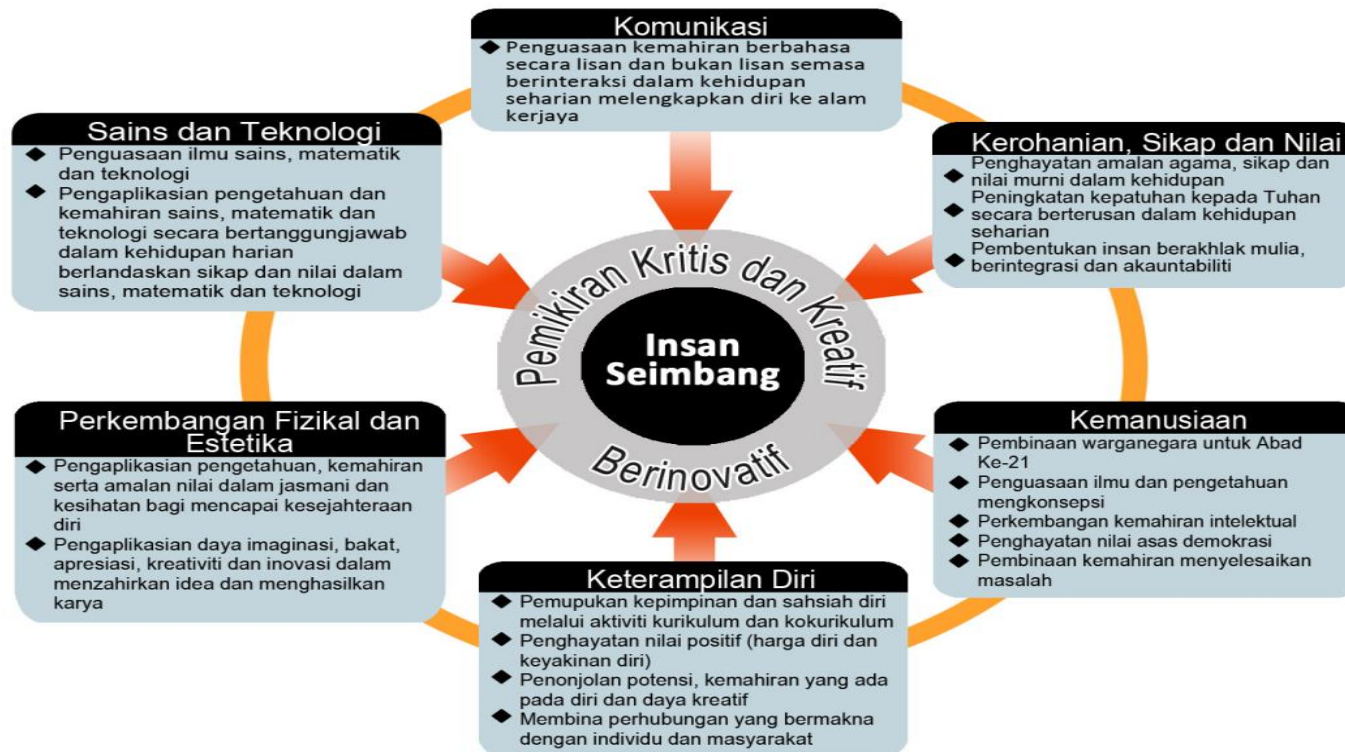 Komunikasi
◆ Penguasaan kemahiran berbahasa
secara lisan dan bukan lisan semasa
berinteraksi dalam kehidupan
seharian melengkapkan diri ke alam
kerjaya
Sains dan Teknologi
◆ Penguasaan ilmu sains, matematik
dan teknologi
◆ Pengaplikasian pengetahuan dan
kemahiran sains, matematik dan
teknologi secara bertanggungjawab
dalam kehidupan harian
berlandaskan sikap dan nilai dalam
sains, matematik dan teknologi
Kerohanian, Sikap dan Nilai
◆ Penghayatan amalan agama, sikap dan
nilai murni dalam kehidupan
◆ Peningkatan kepatuhan kepada Tuhan
secara berterusan dalam kehidupan
seharian
◆ Pembentukan insan berakhlak mulia,
berintegrasi dan akauntabiliti
Pemikiran Kritis dan Kreatif
Insan
Seimbang
Berinovatif
Perkembangan Fizikal dan
Estetika
◆ Pengaplikasian pengetahuan, kemahiran
serta amalan nilai dalam jasmani dan
kesihatan bagi mencapai kesejahteraan
diri
◆ Pengaplikasian daya imaginasi, bakat,
apresiasi, kreativiti dan inovasi dalam
menzahirkan idea dan menghasilkan
karya
Kemanusiaan
◆ Pembinaan warganegara untuk Abad
Ke-21
◆ Penguasaan ilmu dan pengetahuan
mengkonsepsi
◆ Perkembangan kemahiran intelektual
◆ Penghayatan nilai asas demokrasi
◆ Pembinaan kemahiran menyelesaikan
masalah
Keterampilan Diri
◆ Pemupukan kepimpinan dan sahsiah diri
melalui aktiviti kurikulum dan kokurikulum
◆ Penghayatan nilai positif (harga diri dan
keyakinan diri)
◆ Penonjolan potensi, kemahiran yang ada
pada diri dan daya kreatif
◆ Membina perhubungan yang bermakna
dengan individu dan masyarakat